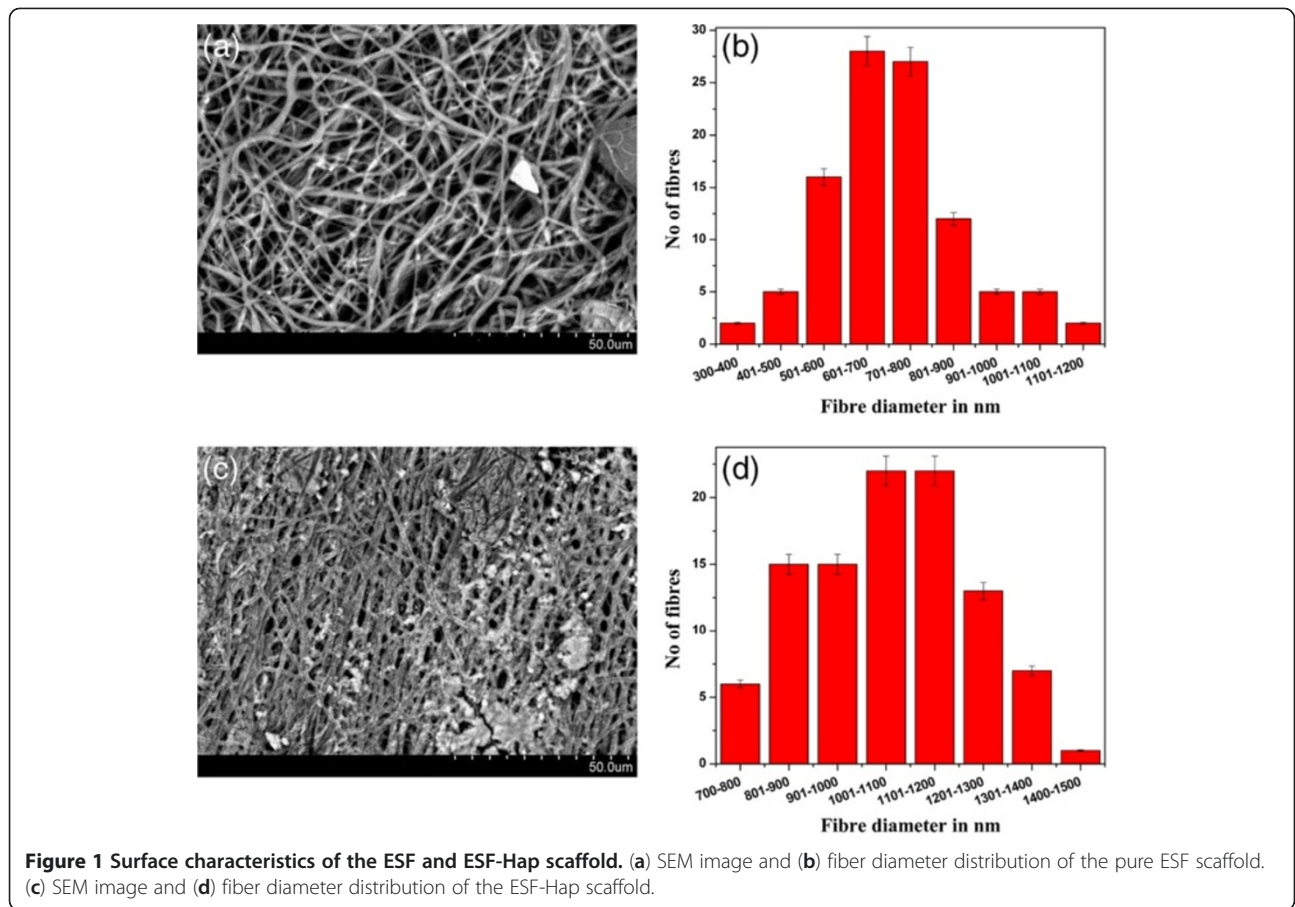 (a)
50.0um
(b)
30
25
20
15
10
5
0
No of fibres
300-400
401-500
501-600
601-700
701-800
801-900
901-1000
1001-1100
1101-1200
Fibre diameter in nm
(c)
50.0um
(d)
20
15
10
5
0
No of fibres
700-800
801-900
901-1000
1001-1100
1101-1200
1201-1300
1301-1400
1400-1500
Fibre diameter in nm
Figure 1 Surface characteristics of the ESF and ESF-Hap scaffold. (a) SEM image and (b) fiber diameter distribution of the pure ESF scaffold.
(c) SEM image and (d) fiber diameter distribution of the ESF-Hap scaffold.